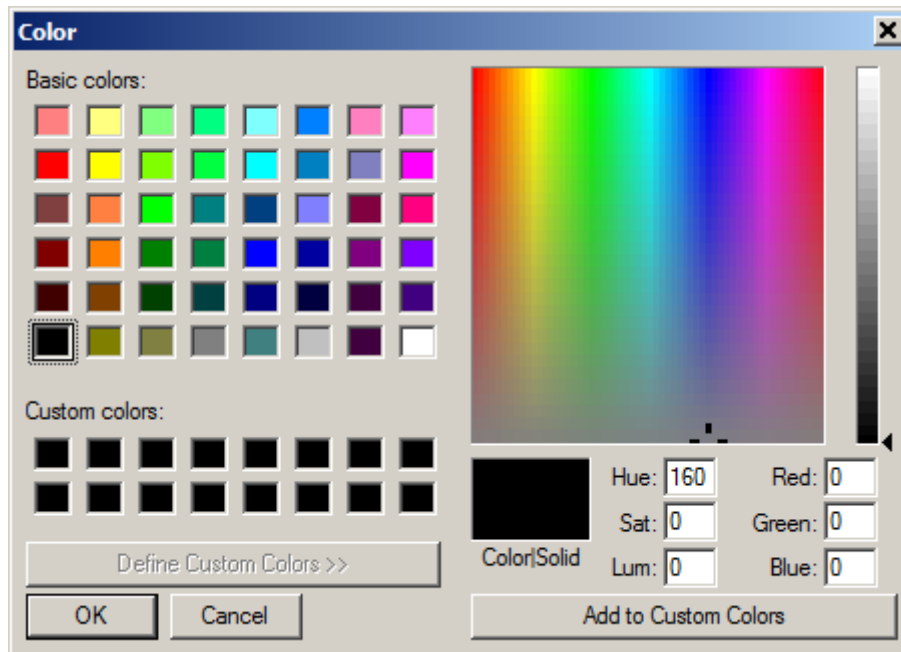 Color
Basic colors:
Custom colors:
Define Custom Colors >>
OK Cancel
Color|Solid
Hue: 160 Red: 0
Sat: 0 Green: 0
Lum: 0 Blue: 0
Add to Custom Colors